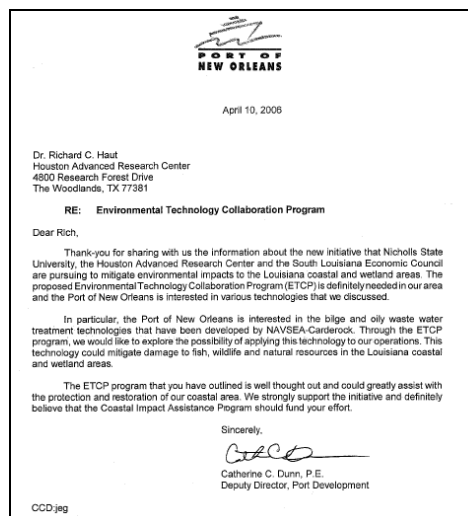 PORT OF
NEW ORLEANS
April 10, 2006
Dr. Richard C. Haut
Houston Advanced Research Center
4800 Research Forest Drive
The Woodlands, TX 77381
RE: Environmental Technology Collaboration Program
Dear Rich,
Thank-you for sharing with us the information about the new initiative that Nicholls State
University, the Houston Advanced Research Center and the South Louisiana Economic Council
are pursuing to mitigate environmental impacts to the Louisiana coastal and wetland areas. The
proposed Environmental Technology Collaboration Program (ETCP) is definitely needed in our area
and the Port of New Orleans is interested in various technologies that we discussed.
In particular, the Port of New Orleans is interested in the bilge and oily waste water
treatment technologies that have been developed by NAVSEA-Carderock. Through the ETCP
program, we would like to explore the possibility of applying this technology to our operations. This
technology could mitigate damage to fish, wildlife and natural resources in the Louisiana coastal
and wetland areas.
The ETCP program that you have outlined is well thought out and could greatly assist with
the protection and restoration of our coastal area. We strongly support the initiative and definitely
believe that the Coastal Impact Assistance Program should fund your effort.
Sincerely,
Catherine C. Dunn, P.E.
Deputy Director, Port Development
CCD:jeg